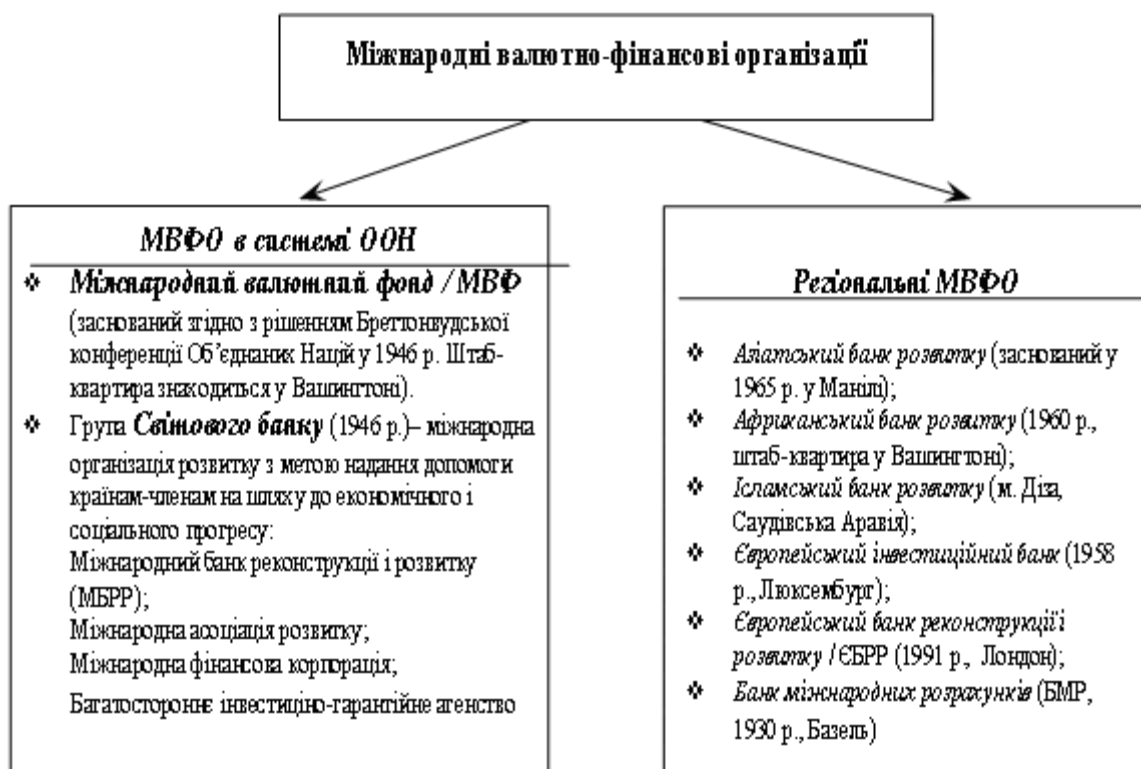 Міжнародні валютно-фінансові організації
МВФО в системі ООН
❖ Міжнародний валютний фонд / МВФ
(заснований згідно з рішенням Бреттонвудської
конференції Об’єднаних Націй у 1946 р. Штаб-
квартира знаходиться у Вашингтоні).
❖ Група Світового банку (1946 р.)– міжнародна
організація розвитку з метою надання допомоги
країнам-членам на шляху до економічного і
соціального прогресу:
Міжнародний банк реконструкції і розвитку
(МБРР);
Міжнародна асоціація розвитку;
Міжнародна фінансова корпорація;
Багатостороннє інвестиціно-гарантійне агенство
Регіональні МВФО
❖ Азіатський банк розвитку (заснований у
1965 р. у Манілі);
❖ Африканський банк розвитку (1960 р.,
штаб-квартира у Вашингтоні);
❖ Ісламський банк розвитку (м. Діза,
Саудівська Аравія);
❖ Європейський інвестиційний банк (1958
р., Люксембург);
❖ Європейський банк реконструкції і
розвитку / ЄБРР (1991 р., Лондон);
❖ Банк міжнародних розрахунків (БМР,
1930 р., Базель)